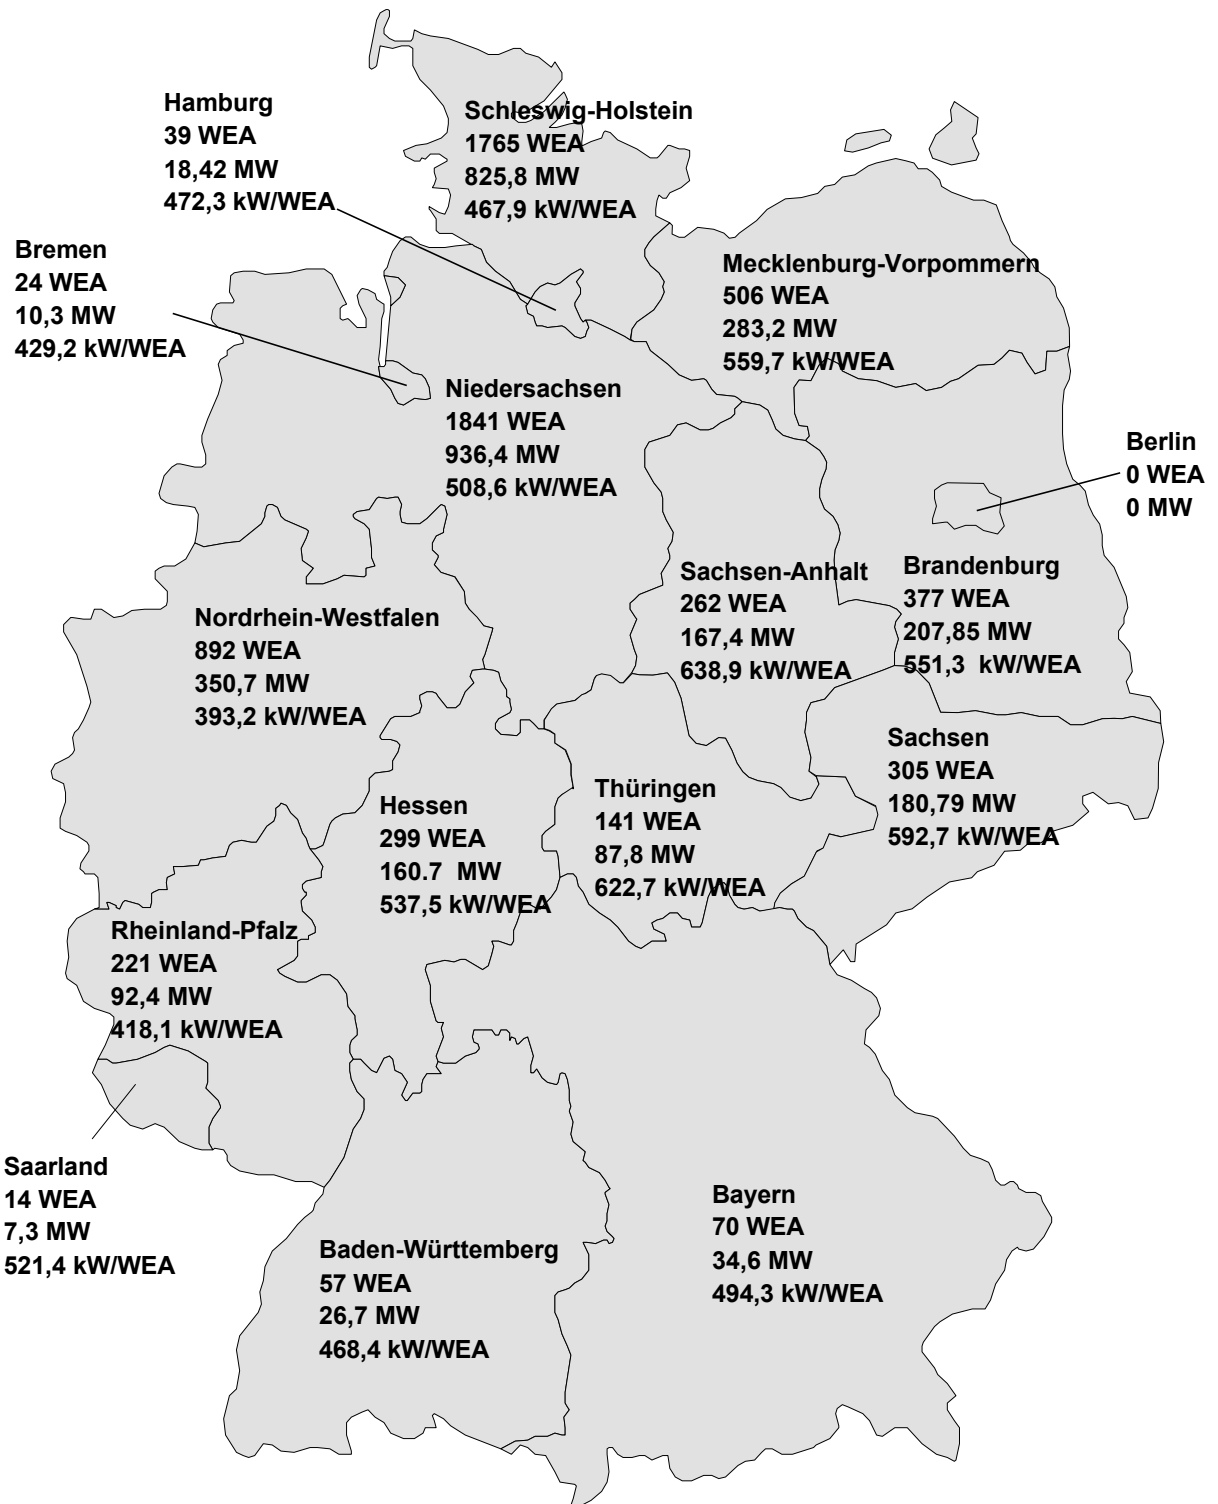 Hamburg
39 WEA
18,42 MW
472,3 kW/WEA
Schleswig-Holstein
1765 WEA
825,8 MW
467,9 kW/WEA
Bremen
24 WEA
10,3 MW
429,2 kW/WEA
Mecklenburg-Vorpommern
506 WEA
283,2 MW
559,7 kW/WEA
Niedersachsen
1841 WEA
936,4 MW
508,6 kW/WEA
Berlin
0 WEA
0 MW
Sachsen-Anhalt
262 WEA
167,4 MW
638,9 kW/WEA
Brandenburg
377 WEA
207,85 MW
551,3  kW/WEA
Nordrhein-Westfalen
892 WEA
350,7 MW
393,2 kW/WEA
Sachsen
305 WEA
180,79 MW
592,7 kW/WEA
Thüringen
141 WEA
87,8 MW
622,7 kW/WEA
Hessen
299 WEA
160.7  MW
537,5 kW/WEA
Rheinland-Pfalz
221 WEA
92,4 MW
418,1 kW/WEA
Saarland
14 WEA
7,3 MW
521,4 kW/WEA
Baden-Württemberg
57 WEA
26,7 MW
468,4 kW/WEA
Bayern
70 WEA
34,6 MW
494,3 kW/WEA